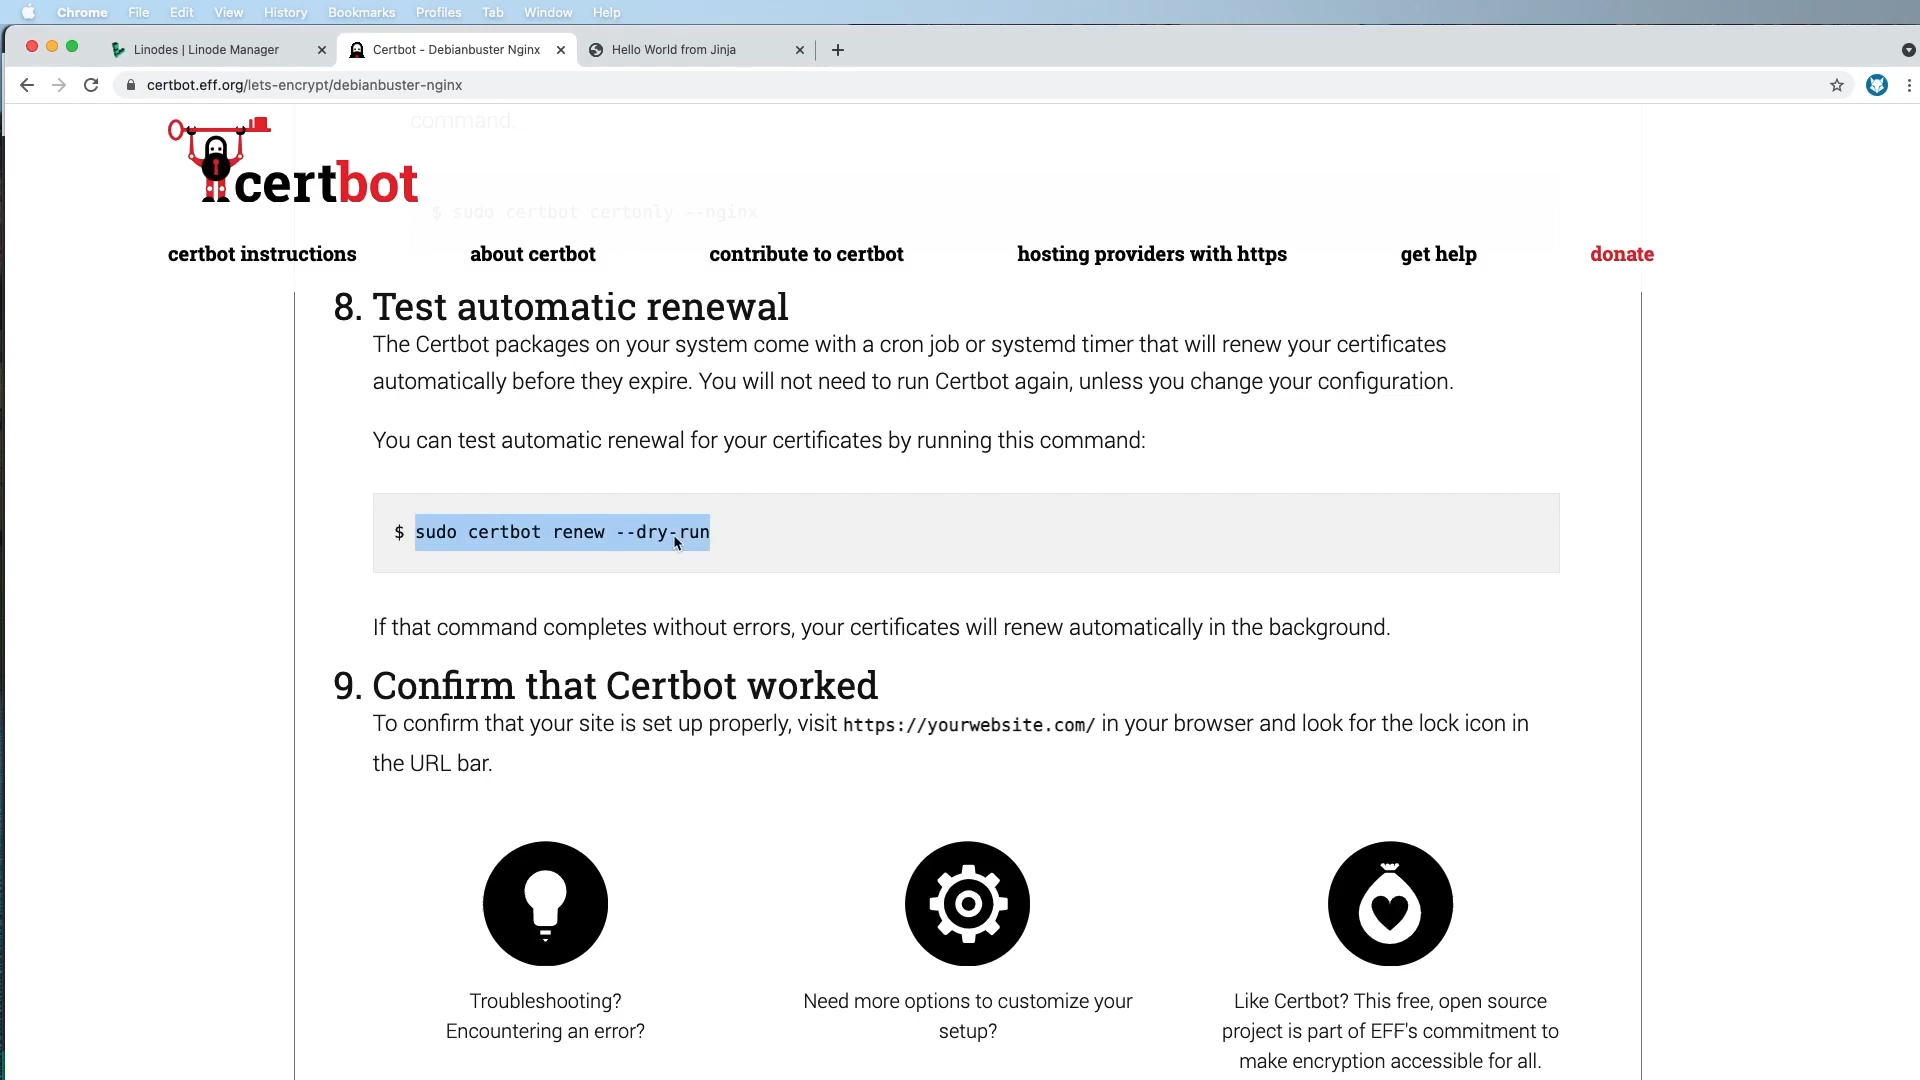 Chrome File Edit View History Bookmarks Profiles Tab Window Help
Linodes | Linode Manager Certbot - Debianbuster Nginx Hello World from Jinja
certbot.eff.org/lets-encrypt/debianbuster-nginx
command.
certbot
$ sudo certbot certonly --nginx
certbot instructions about certbot contribute to certbot hosting providers with https get help donate
8. Test automatic renewal
The Certbot packages on your system come with a cron job or systemd timer that will renew your certificates
automatically before they expire. You will not need to run Certbot again, unless you change your configuration.
You can test automatic renewal for your certificates by running this command:
$ sudo certbot renew --dry-run
If that command completes without errors, your certificates will renew automatically in the background.
9. Confirm that Certbot worked
To confirm that your site is set up properly, visit https://yourwebsite.com/ in your browser and look for the lock icon in
the URL bar.
Troubleshooting?
Encountering an error?
Need more options to customize your
setup?
Like Certbot? This free, open source
project is part of EFF's commitment to
make encryption accessible for all.